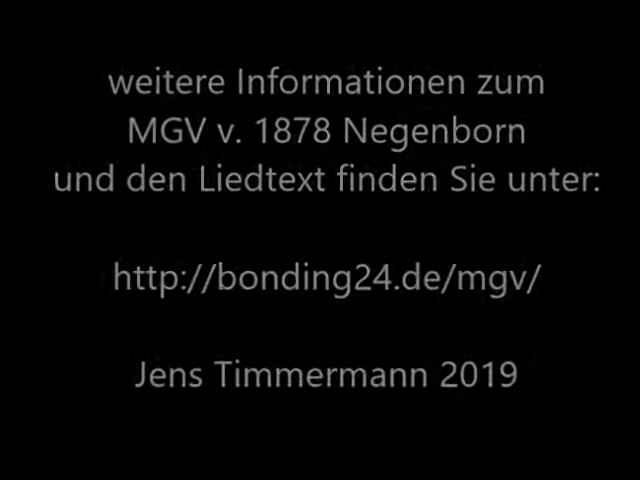 weitere Informationen zum
MGV v. 1878 Negenborn
und den Liedtext finden Sie unter:
http://bonding24.de/mgv/
Jens Timmermann 2019